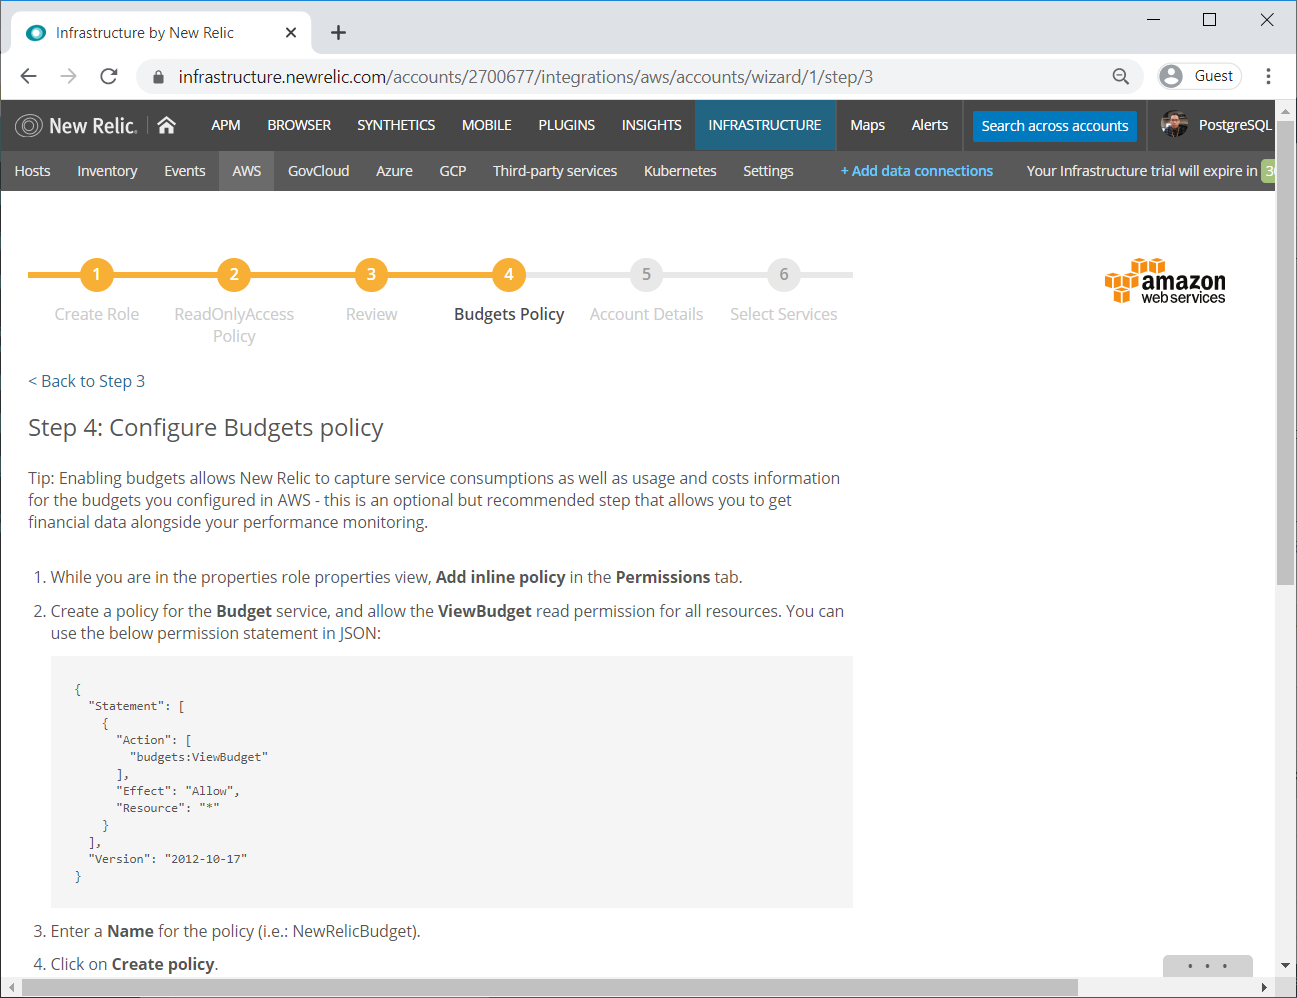 Infrastructure by New Relic
infrastructure.newrelic.com/accounts/2700677/integrations/aws/accounts/wizard/1/step/3
Guest
New Relic.
APM BROWSER SYNTHETICS MOBILE PLUGINS INSIGHTS INFRASTRUCTURE Maps Alerts Search across accounts PostgreSQL
Hosts Inventory Events AWS GovCloud Azure GCP Third-party services Kubernetes Settings + Add data connections Your Infrastructure trial will expire in
1 2 3 4 5 6
Create Role ReadOnlyAccess Review Budgets Policy Account Details Select Services
Policy
amazon
web services
< Back to Step 3
Step 4: Configure Budgets policy
Tip: Enabling budgets allows New Relic to capture service consumptions as well as usage and costs information
for the budgets you configured in AWS - this is an optional but recommended step that allows you to get
financial data alongside your performance monitoring.
1. While you are in the properties role properties view, Add inline policy in the Permissions tab.
2. Create a policy for the Budget service, and allow the ViewBudget read permission for all resources. You can
use the below permission statement in JSON:
{
"Statement": [
{
"Action": [
"budgets:ViewBudget"
],
"Effect": "Allow",
"Resource": "*"
}
],
"Version": "2012-10-17"
}
3. Enter a Name for the policy (i.e.: NewRelicBudget).
4. Click on Create policy.